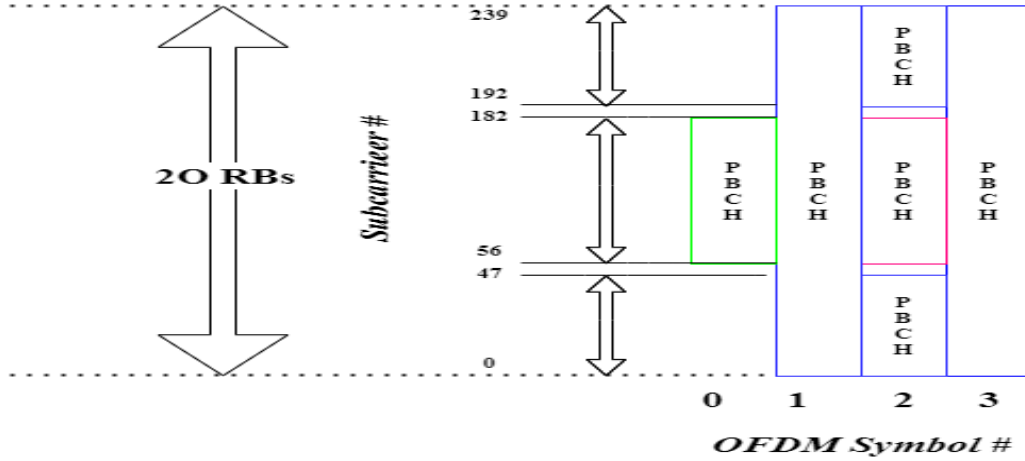 239
192
182
20 RBs
Subcarrieer #
56
47
0
PBCH
PBCH
PBCH
PBCH
PBCH
PBCH
0 1 2 3
OFDM Symbol #